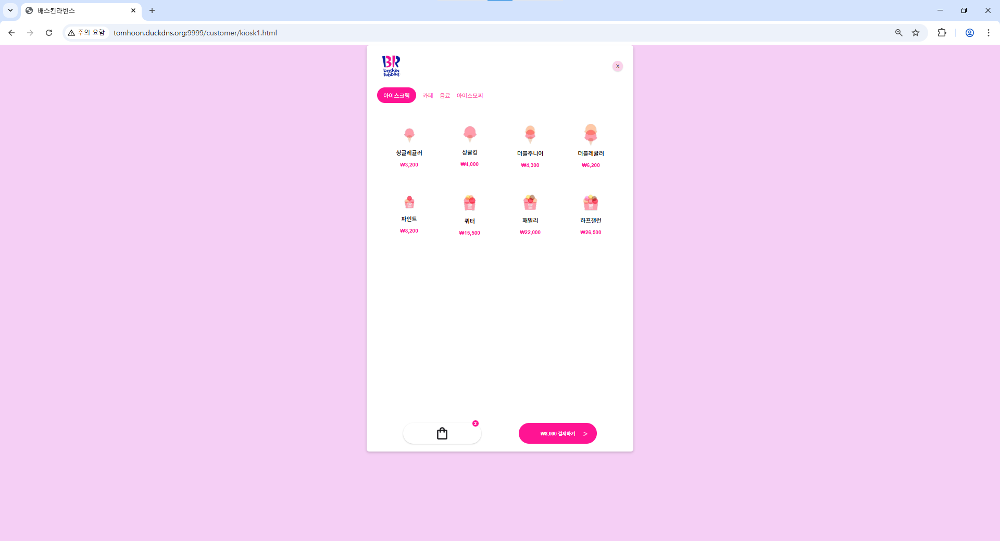 배스킨라빈스
주의 요함 tomhoon.duckdns.org:9999/customer/kiosk1.html
BR
baskin
robbins
X
아이스크림 카페 음료 아이스모찌
싱글레귤러 싱글킹 더블주니어 더블레귤러
₩3,200 ₩4,000 ₩4,300 ₩6,200
파인트 쿼터 패밀리 하프갤런
₩8,200 ₩15,500 ₩22,000 ₩26,500
2
₩8,000 결제하기 >